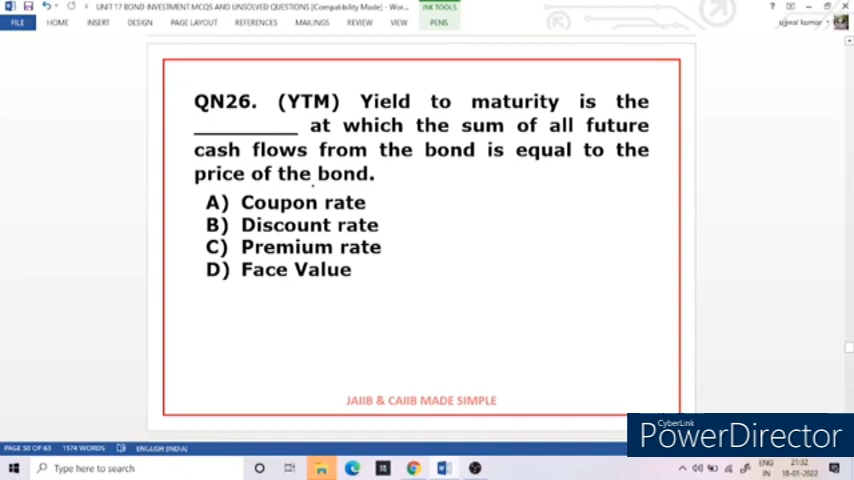 UNIT 17 BOND INVESTMENT MCQS AND UNSOLVED QUESTIONS [Compatibility Mode] - Wor...
INK TOOLS
FILE HOME INSERT DESIGN PAGE LAYOUT REFERENCES MAILINGS REVIEW VIEW PENS
ujjwal kumar
QN26. (YTM) Yield to maturity is the
__________ at which the sum of all future
cash flows from the bond is equal to the
price of the bond.
A) Coupon rate
B) Discount rate
C) Premium rate
D) Face Value
JAIIB & CAIIB MADE SIMPLE
CyberLink
PowerDirector
PAGE 50 OF 63 1574 WORDS ENGLISH (INDIA)
Type here to search
ENG
IN
21:32
18-01-2022